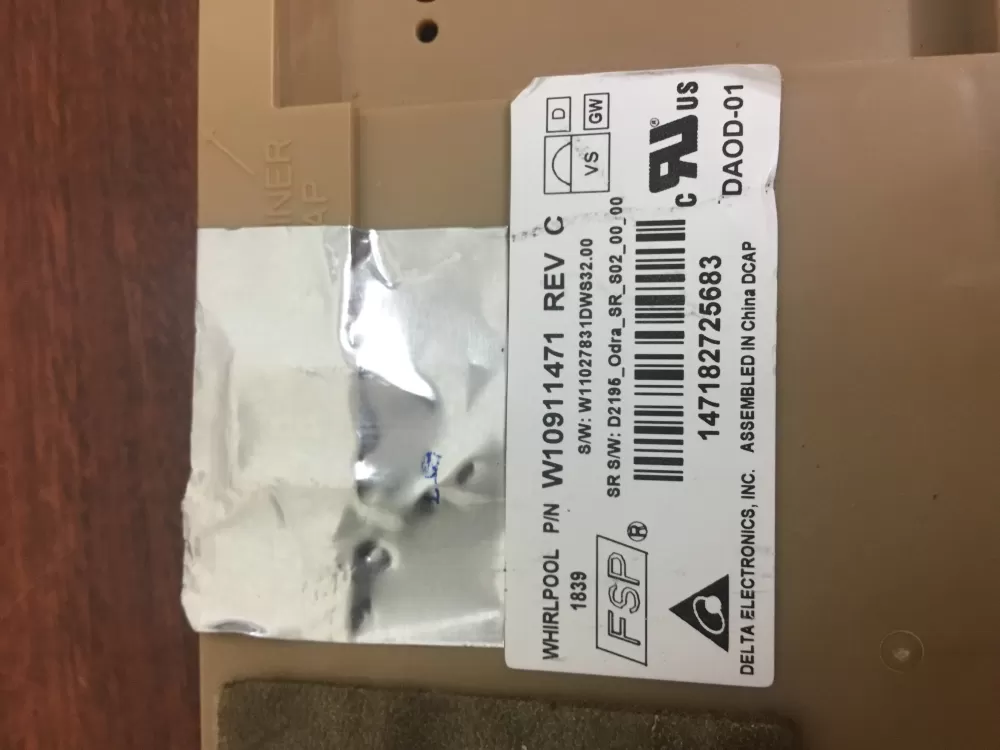 WHIRLPOOL P/N W10911471 REV C
1839
S/W: W11027831DWS32.00
SR S/W: D2195_Odra_SR_S02_00_00
D
VS
GW
FSP®
C RU® US
14718272​5683
DAOD-01
DELTA ELECTRONICS, INC. ASSEMBLED IN China DCAP